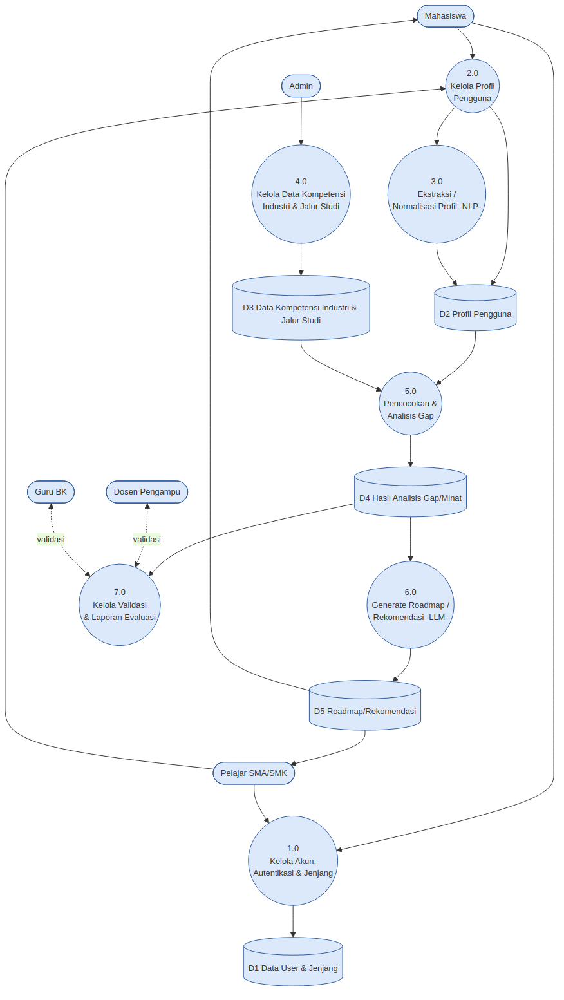 Mahasiswa
2.0
Kelola Profil
Pengguna
Admin
4.0
Kelola Data Kompetensi
Industri & Jalur Studi
3.0
Ekstraksi /
Normalisasi Profil -NLP-
D3 Data Kompetensi Industri &
Jalur Studi
D2 Profil Pengguna
5.0
Pencocokan &
Analisis Gap
Guru BK
Dosen Pengampu
D4 Hasil Analisis Gap/Minat
validasi
validasi
7.0
Kelola Validasi
& Laporan Evaluasi
6.0
Generate Roadmap /
Rekomendasi -LLM-
D5 Roadmap/Rekomendasi
Pelajar SMA/SMK
1.0
Kelola Akun,
Autentikasi & Jenjang
D1 Data User & Jenjang